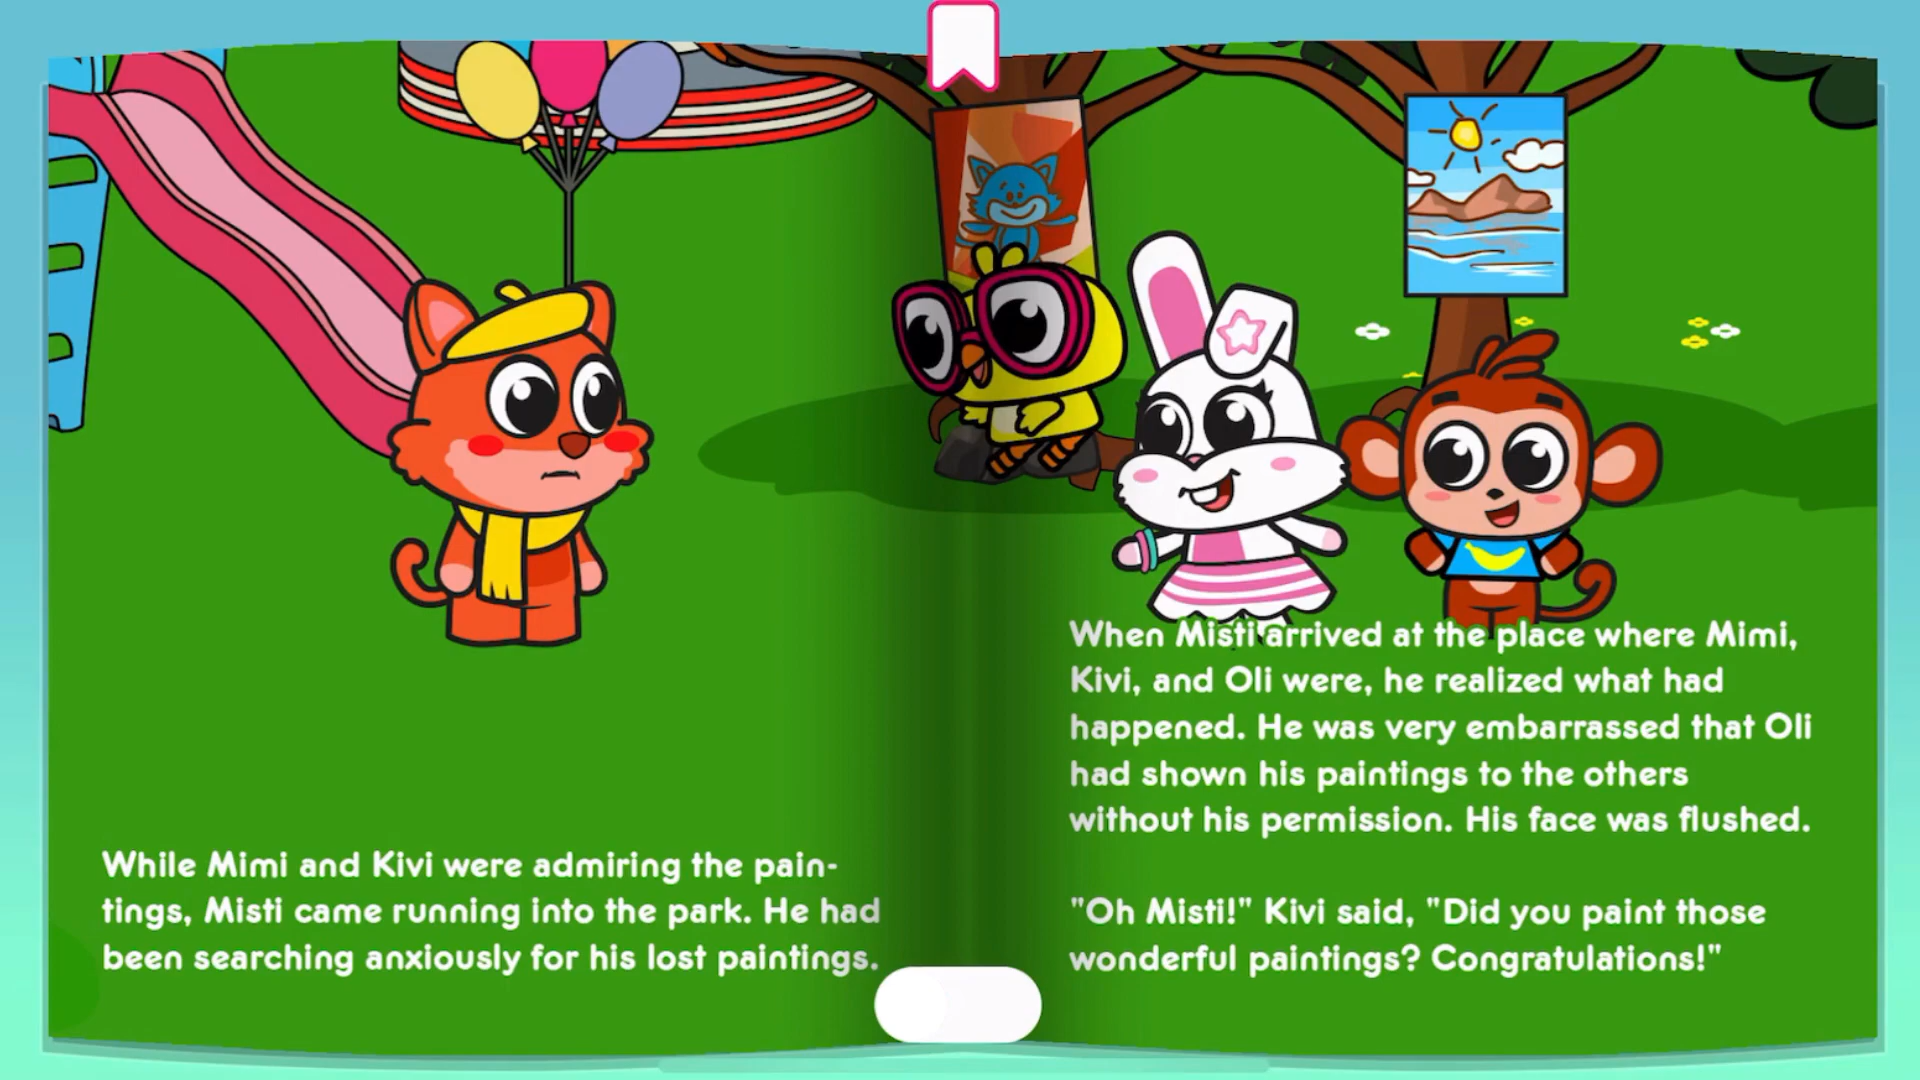 While Mimi and Kivi were admiring the pain-
tings, Misti came running into the park. He had
been searching anxiously for his lost paintings.
When Misti arrived at the place where Mimi,
Kivi, and Oli were, he realized what had
happened. He was very embarrassed that Oli
had shown his paintings to the others
without his permission. His face was flushed.
"Oh Misti!" Kivi said, "Did you paint those
wonderful paintings? Congratulations!"